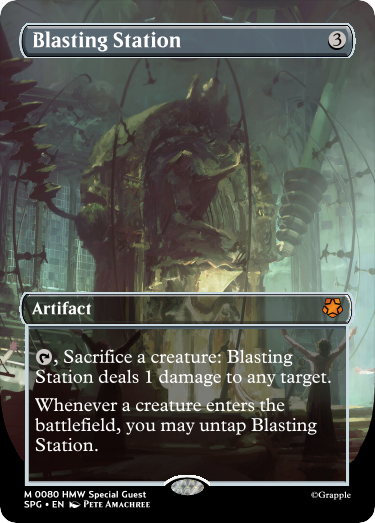 Blasting Station 3
Artifact
, Sacrifice a creature: Blasting
Station deals 1 damage to any target.
Whenever a creature enters the
battlefield, you may untap Blasting
Station.
M 0080 HMW Special Guest
SPG • EN Pete Amachree
©Grapple